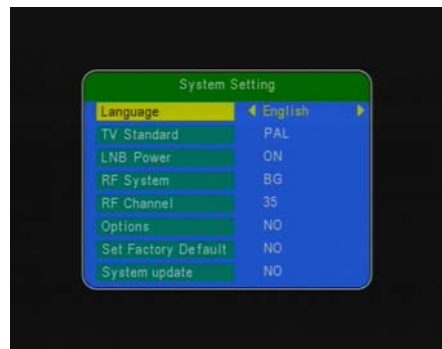 System Setting
Language English
TV Standard PAL
LNB Power ON
RF System BG
RF Channel 35
Options NO
Set Factory Default NO
System update NO